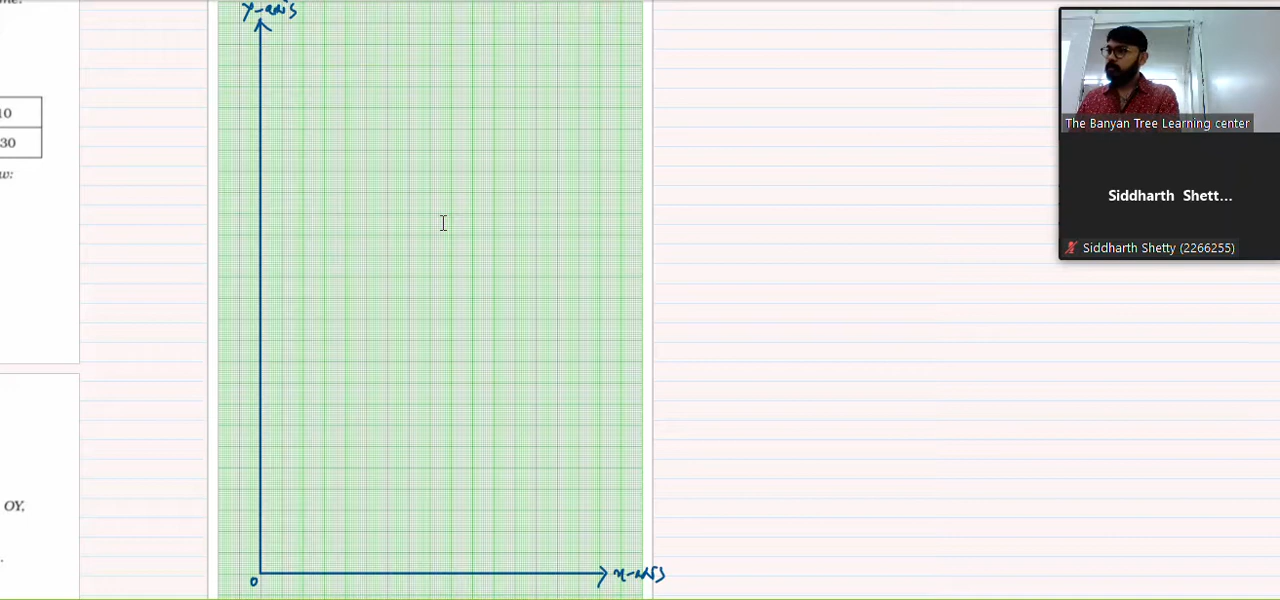 y-axis
10
30
w:
OY,
0
x-axis
The Banyan Tree Learning center
Siddharth Shett...
Siddharth Shetty (2266255)